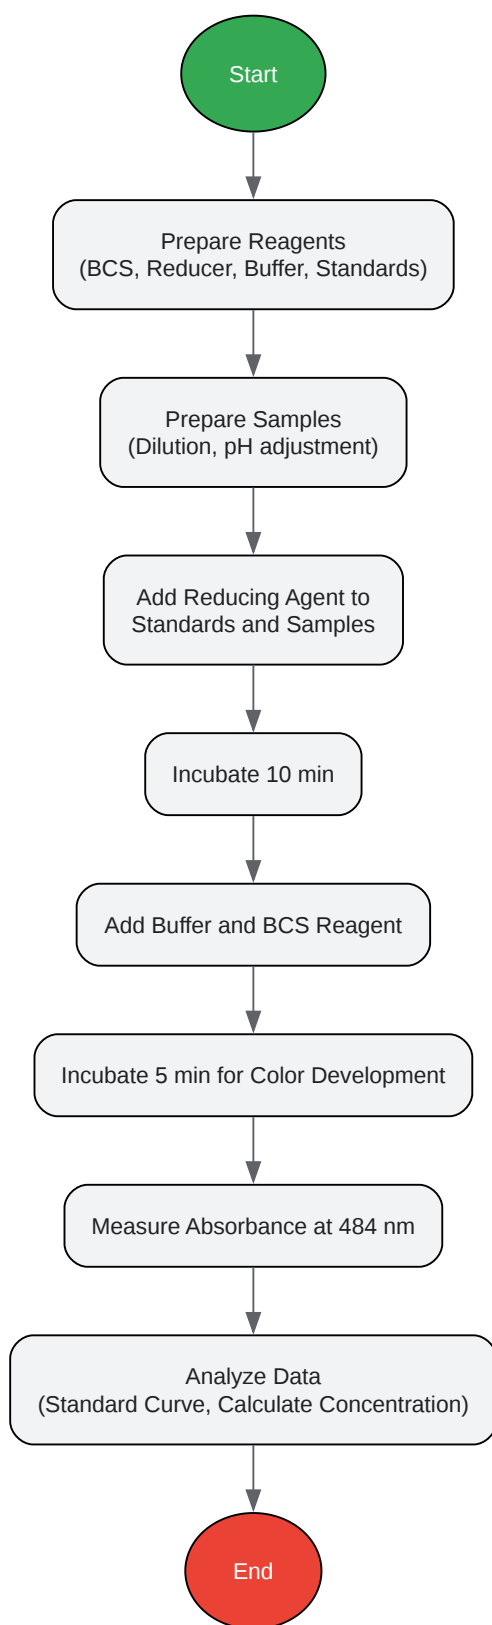 Start
Prepare Reagents
(BCS, Reducer, Buffer, Standards)
Prepare Samples
(Dilution, pH adjustment)
Add Reducing Agent to
Standards and Samples
Incubate 10 min
Add Buffer and BCS Reagent
Incubate 5 min for Color Development
Measure Absorbance at 484 nm
Analyze Data
(Standard Curve, Calculate Concentration)
End